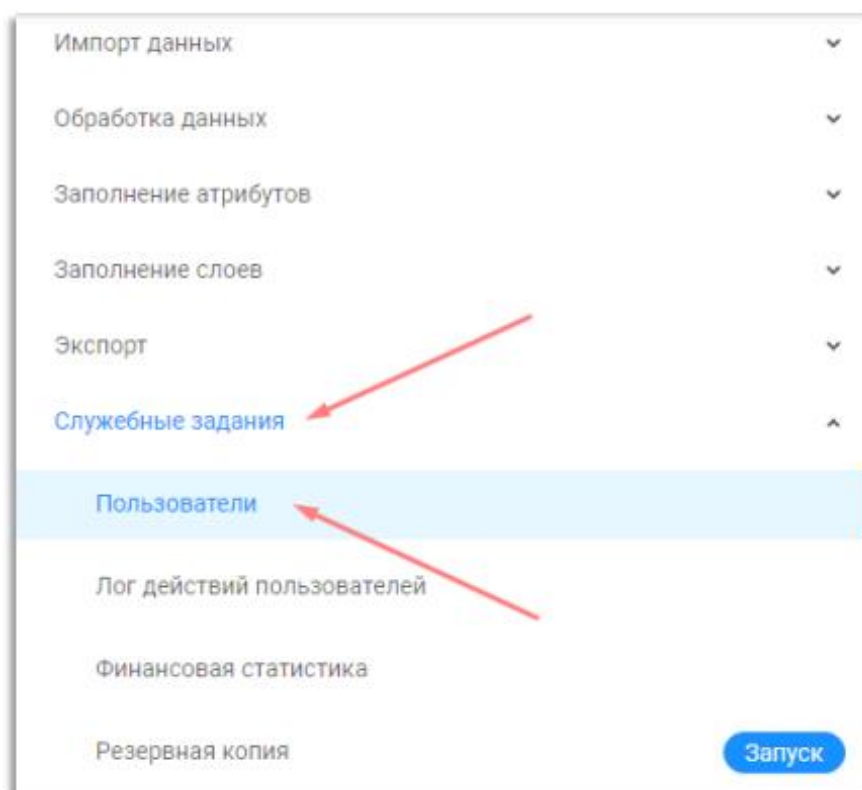 Импорт данных
Обработка данных
Заполнение атрибутов
Заполнение слоев
Экспорт
Служебные задания
Пользователи
Лог действий пользователей
Финансовая статистика
Резервная копия Запуск